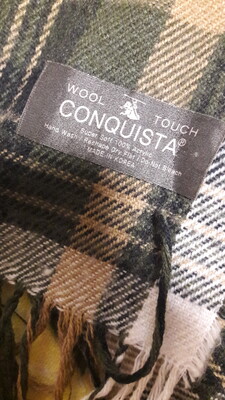 WOOL TOUCH
CONQUISTA®
Super Soft 100% Acrylic
Hand Wash / Reshape Dry Flat / Do Not Bleach
MADE IN KOREA